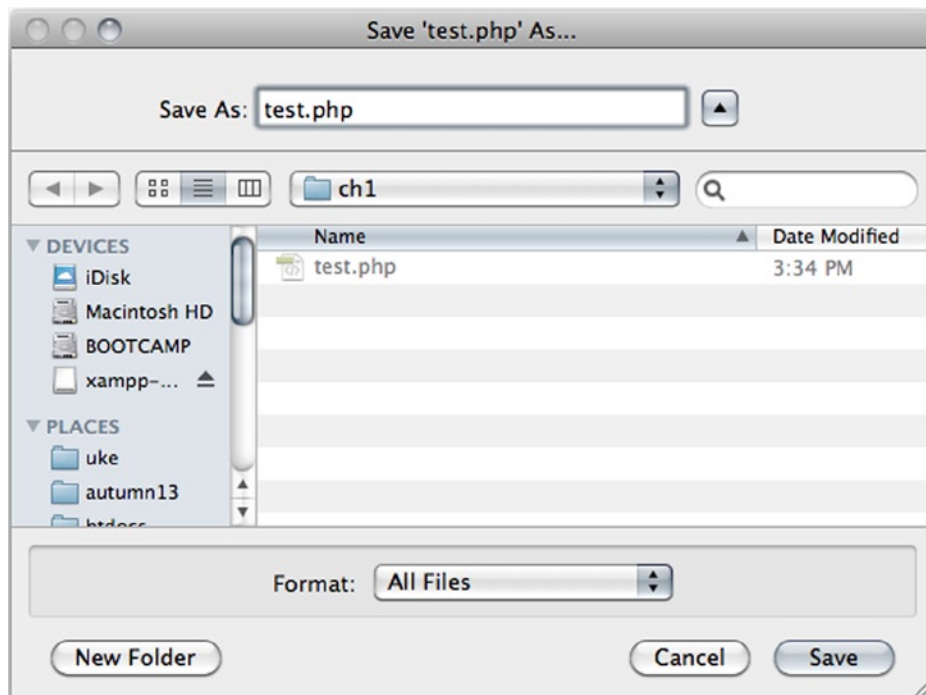 Save 'test.php' As...
Save As: test.php
ch1
DEVICES
iDisk
Macintosh HD
BOOTCAMP
xampp-...
PLACES
uke
autumn13
htdocs
Name
Date Modified
test.php
3:34 PM
Format: All Files
New Folder
Cancel
Save